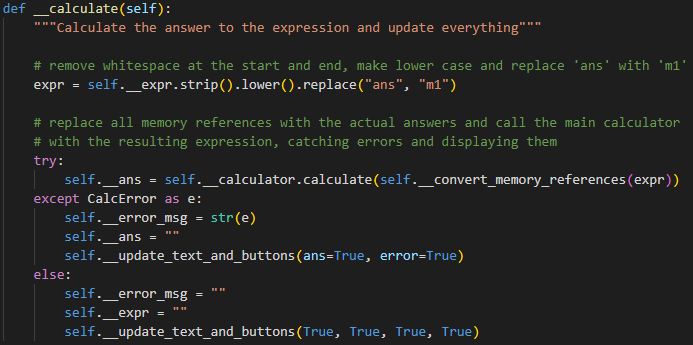 def __calculate(self):
    """Calculate the answer to the expression and update everything"""

    # remove whitespace at the start and end, make lower case and replace 'ans' with 'm1'
    expr = self.__expr.strip().lower().replace("ans", "m1")

    # replace all memory references with the actual answers and call the main calculator
    # with the resulting expression, catching errors and displaying them
    try:
        self.__ans = self.__calculator.calculate(self.__convert_memory_references(expr))
    except CalcError as e:
        self.__error_msg = str(e)
        self.__ans = ""
        self.__update_text_and_buttons(ans=True, error=True)
    else:
        self.__error_msg = ""
        self.__expr = ""
        self.__update_text_and_buttons(True, True, True, True)